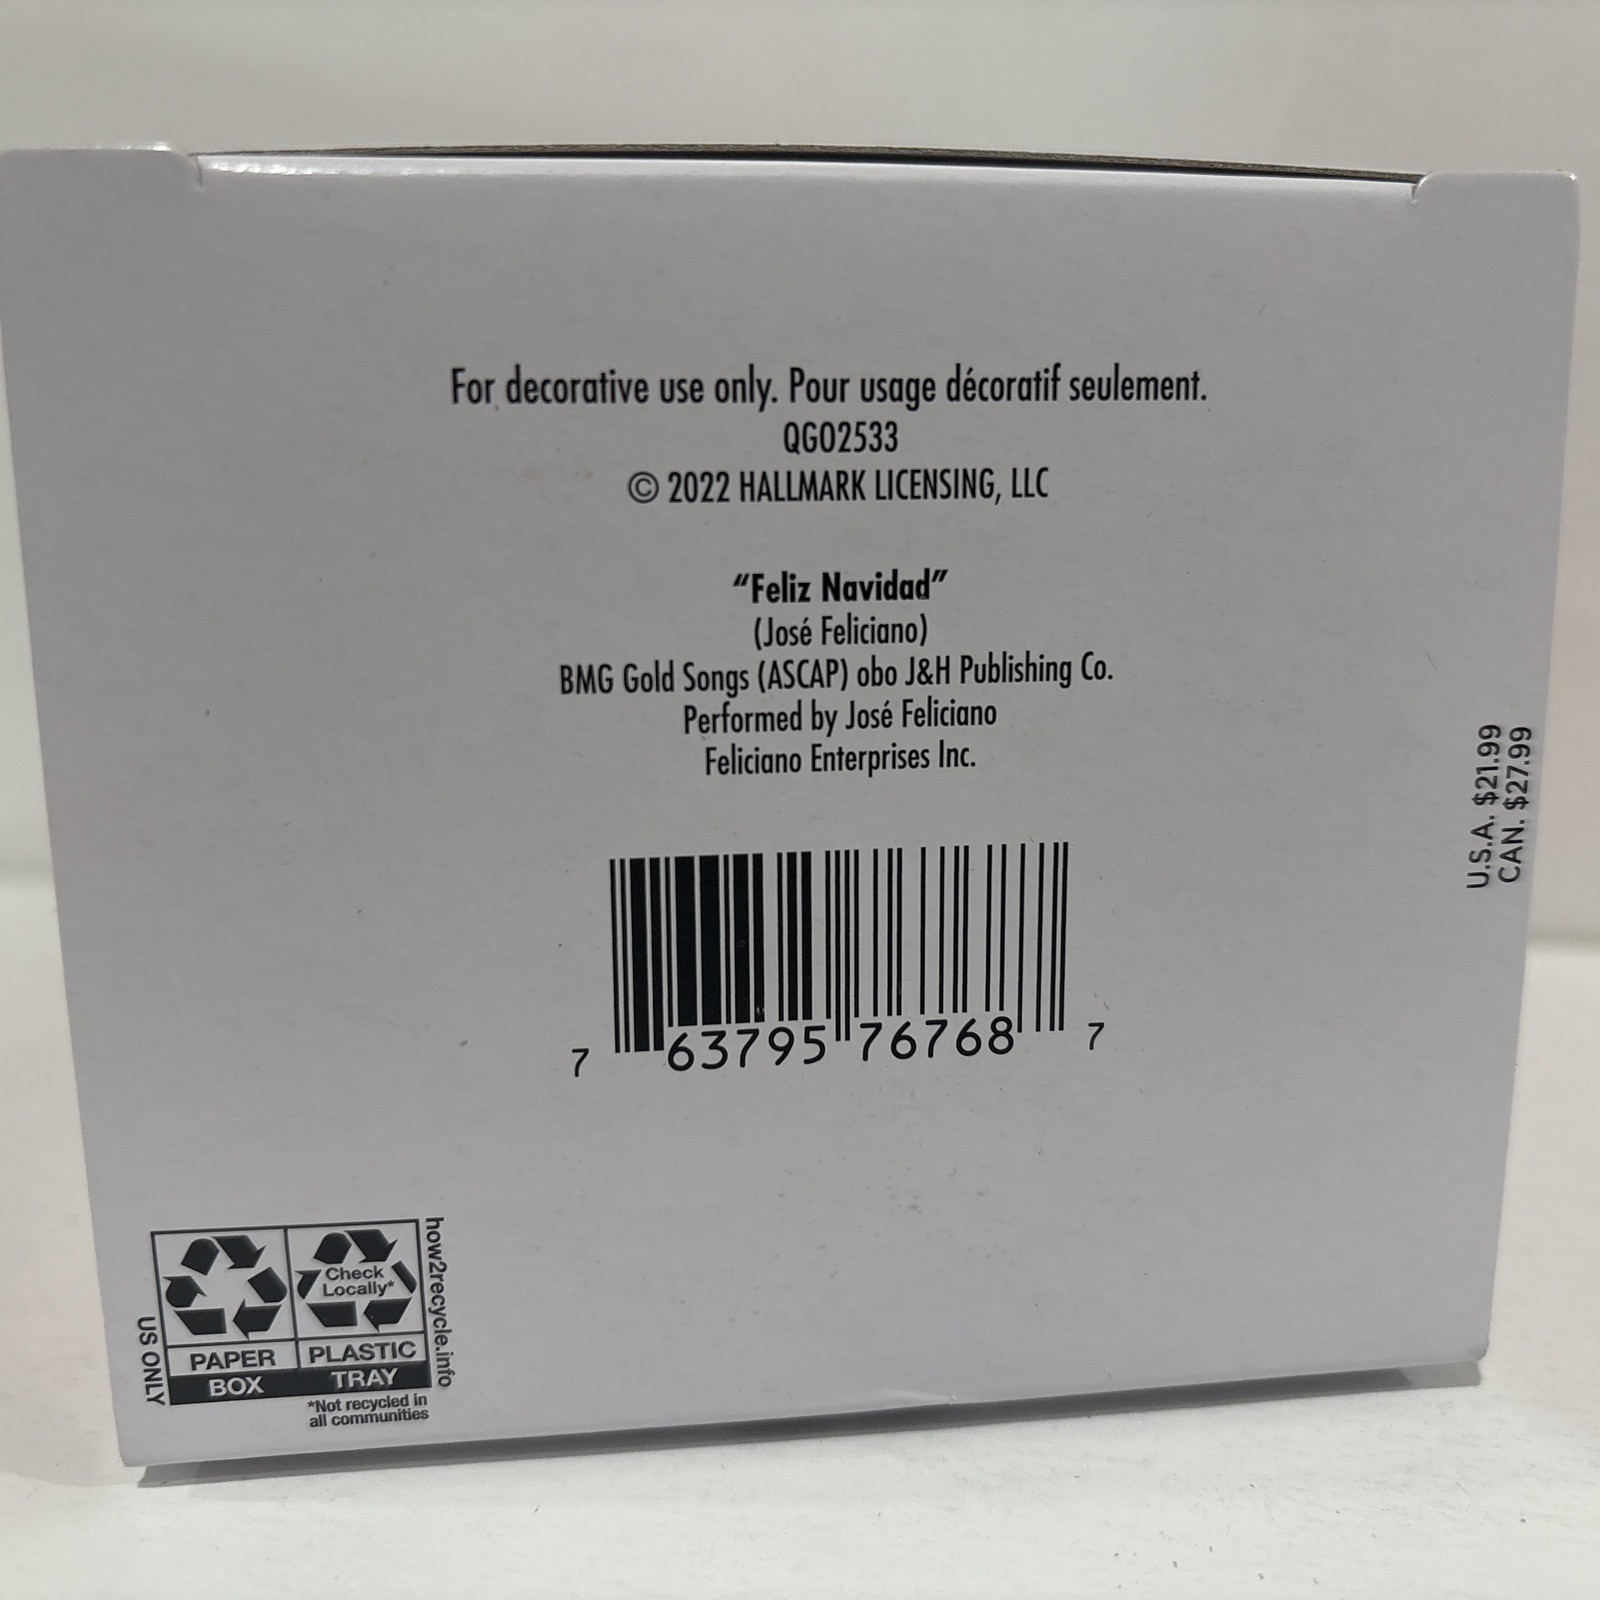 For decorative use only. Pour usage décoratif seulement.
QGO2533
© 2022 HALLMARK LICENSING, LLC
“Feliz Navidad”
(José Feliciano)
BMG Gold Songs (ASCAP) obo J&H Publishing Co.
Performed by José Feliciano
Feliciano Enterprises Inc.
U.S.A. $21.99
CAN. $27.99
7 63795 76768 7
how2recycle.info
US ONLY
Check
Locally*
PAPER
BOX
PLASTIC
TRAY
*Not recycled in
all communities